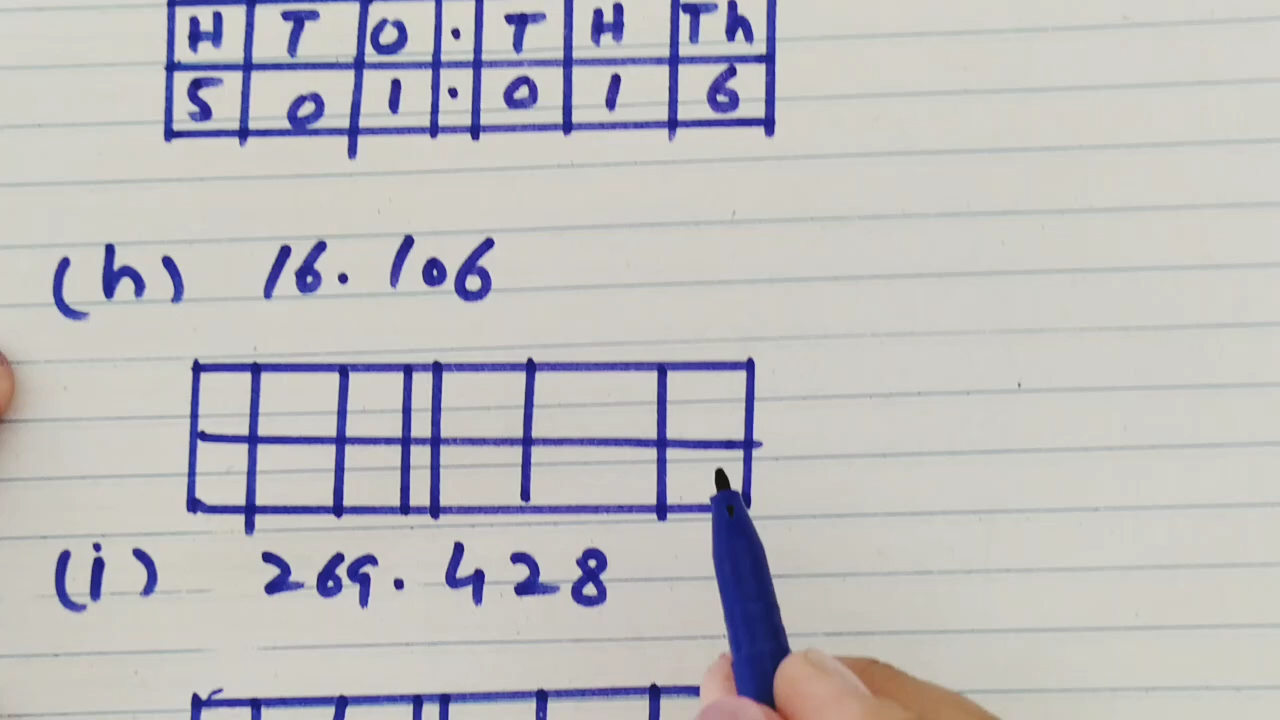 H T O . T H Th
5 0 1 . 0 1 6
(h) 16.106
(i) 269.428